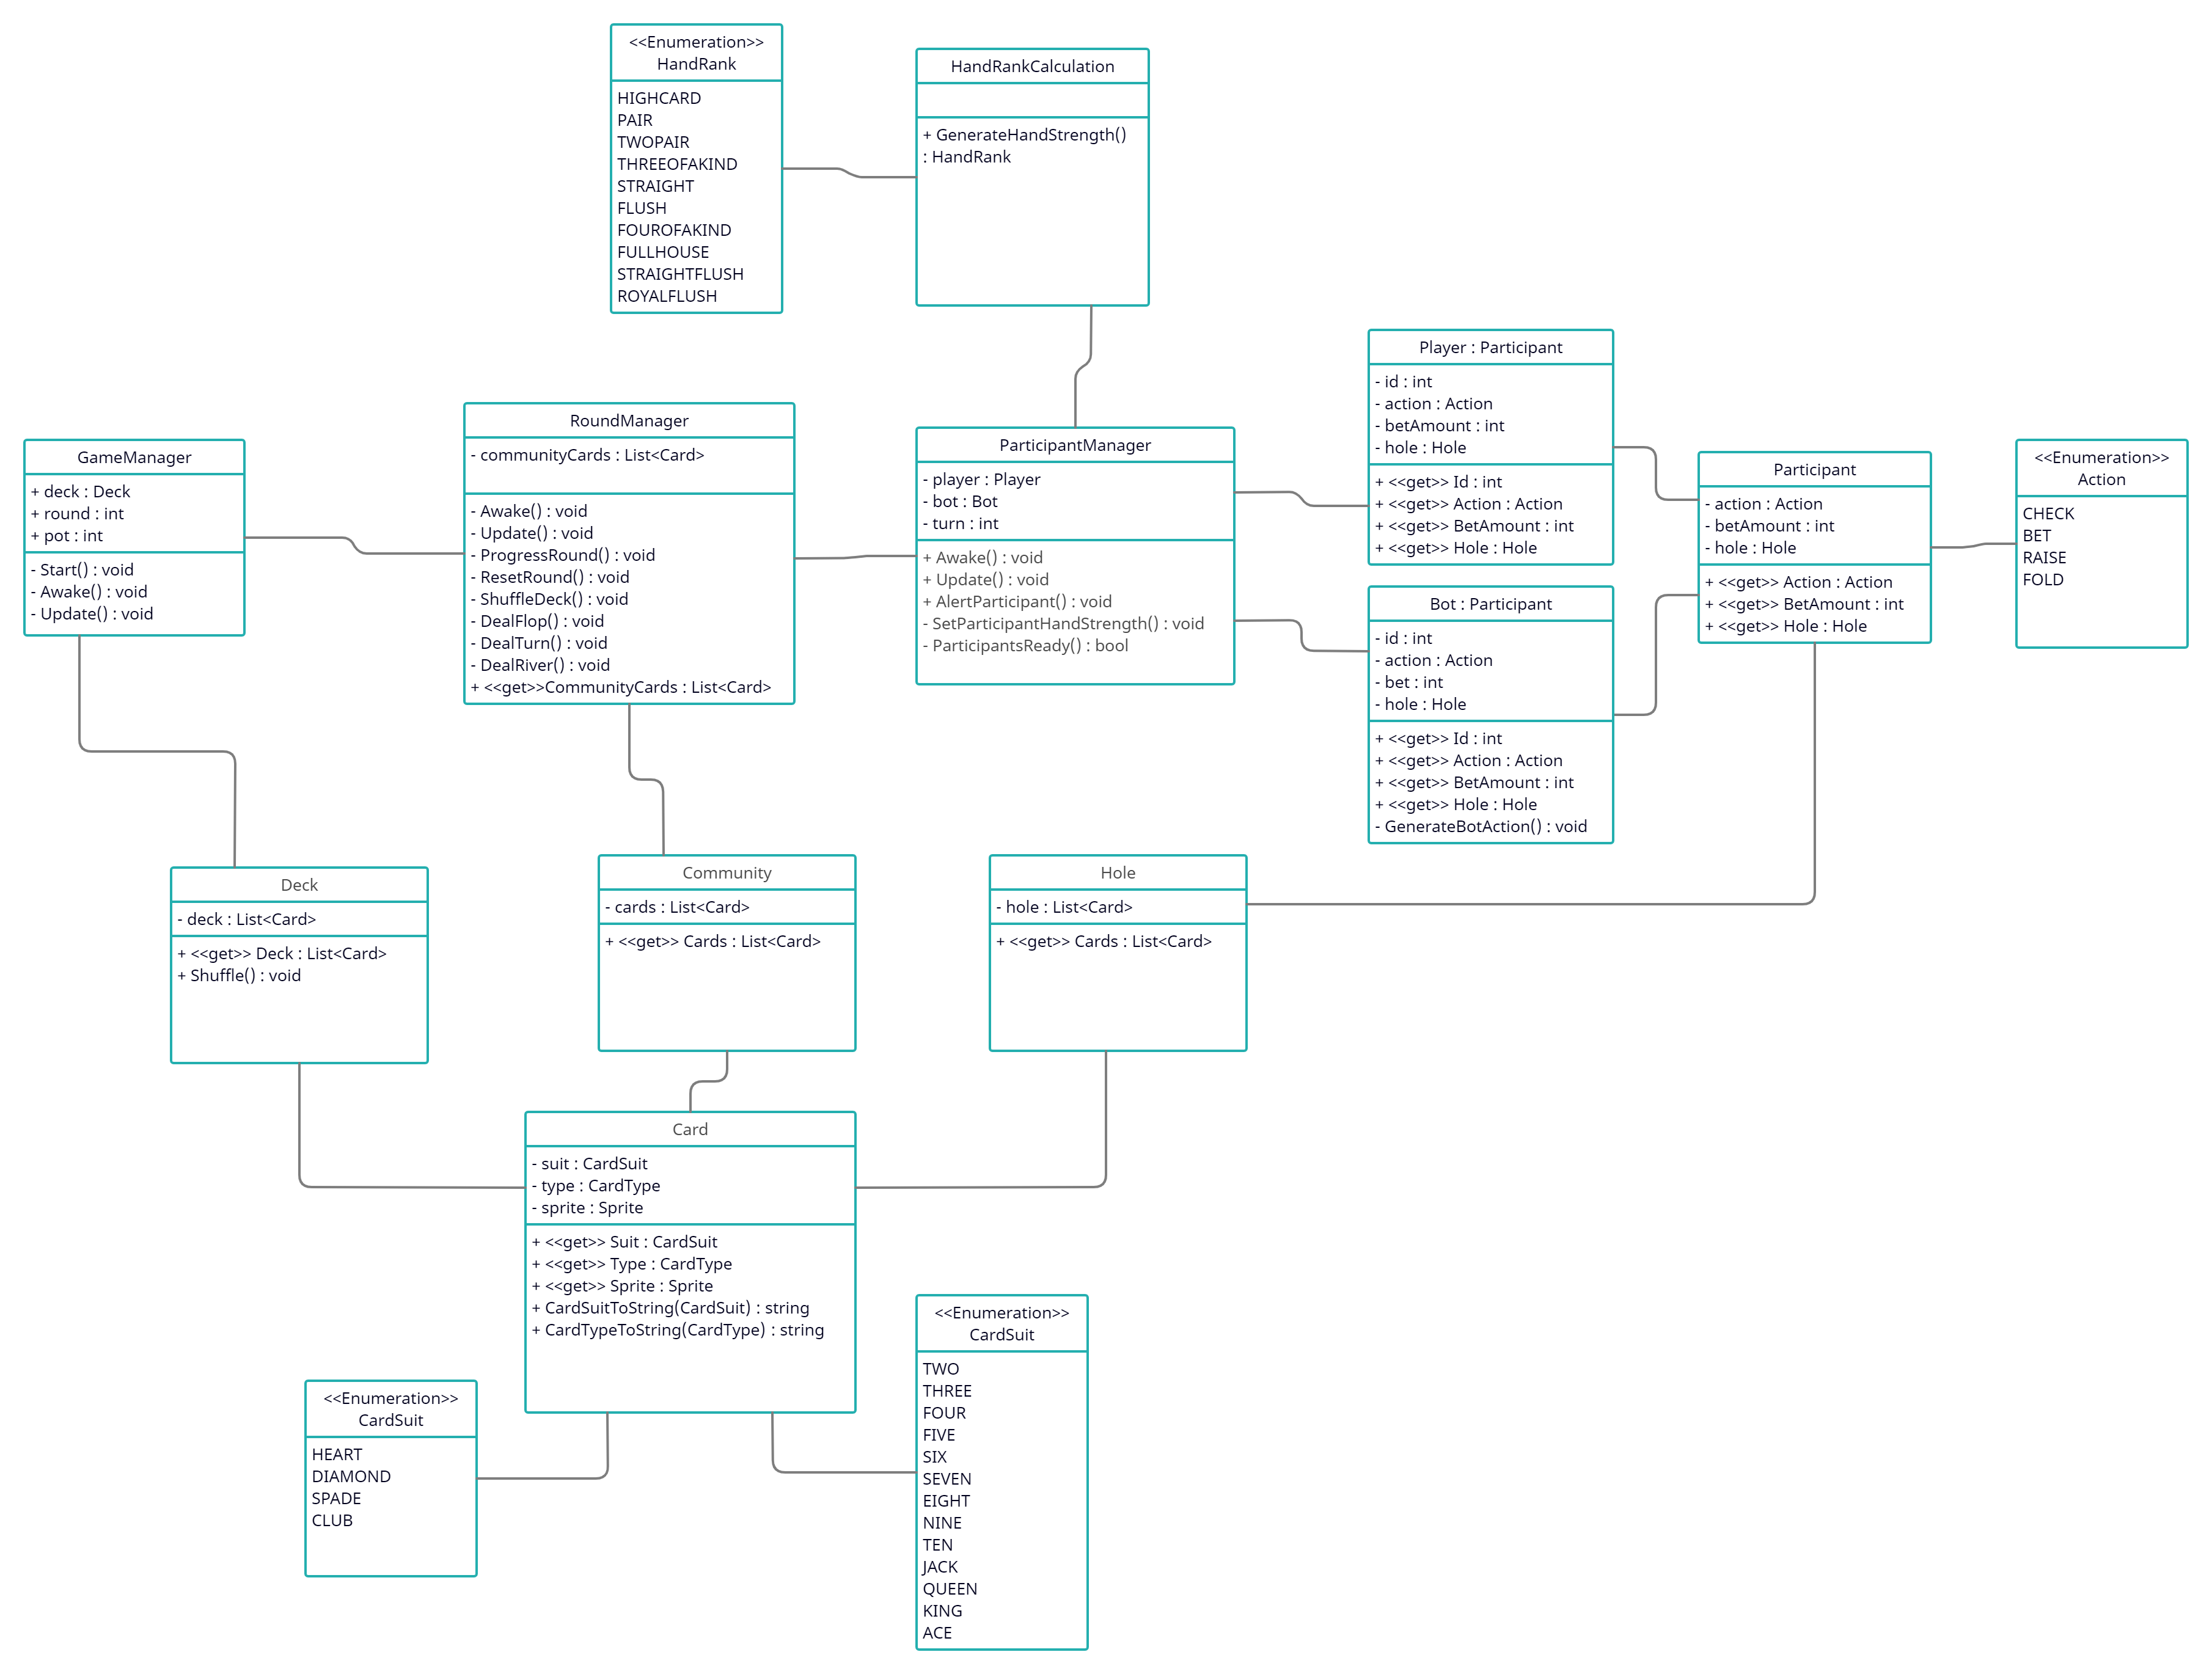 <<Enumeration>>
HandRank
HIGHCARD
PAIR
TWOPAIR
THREEOFAKIND
STRAIGHT
FLUSH
FOUROFAKIND
FULLHOUSE
STRAIGHTFLUSH
ROYALFLUSH
HandRankCalculation
+ GenerateHandStrength()
: HandRank
Player : Participant
- id : int
- action : Action
- betAmount : int
- hole : Hole
+ <<get>> Id : int
+ <<get>> Action : Action
+ <<get>> BetAmount : int
+ <<get>> Hole : Hole
GameManager
+ deck : Deck
+ round : int
+ pot : int
- Start() : void
- Awake() : void
- Update() : void
RoundManager
- communityCards : List<Card>
- Awake() : void
- Update() : void
- ProgressRound() : void
- ResetRound() : void
- ShuffleDeck() : void
- DealFlop() : void
- DealTurn() : void
- DealRiver() : void
+ <<get>>CommunityCards : List<Card>
ParticipantManager
- player : Player
- bot : Bot
- turn : int
+ Awake() : void
+ Update() : void
+ AlertParticipant() : void
- SetParticipantHandStrength() : void
- ParticipantsReady() : bool
Participant
- action : Action
- betAmount : int
- hole : Hole
+ <<get>> Action : Action
+ <<get>> BetAmount : int
+ <<get>> Hole : Hole
<<Enumeration>>
Action
CHECK
BET
RAISE
FOLD
Bot : Participant
- id : int
- action : Action
- bet : int
- hole : Hole
+ <<get>> Id : int
+ <<get>> Action : Action
+ <<get>> BetAmount : int
+ <<get>> Hole : Hole
- GenerateBotAction() : void
Deck
- deck : List<Card>
+ <<get>> Deck : List<Card>
+ Shuffle() : void
Community
- cards : List<Card>
+ <<get>> Cards : List<Card>
Hole
- hole : List<Card>
+ <<get>> Cards : List<Card>
Card
- suit : CardSuit
- type : CardType
- sprite : Sprite
+ <<get>> Suit : CardSuit
+ <<get>> Type : CardType
+ <<get>> Sprite : Sprite
+ CardSuitToString(CardSuit) : string
+ CardTypeToString(CardType) : string
<<Enumeration>>
CardSuit
HEART
DIAMOND
SPADE
CLUB
<<Enumeration>>
CardSuit
TWO
THREE
FOUR
FIVE
SIX
SEVEN
EIGHT
NINE
TEN
JACK
QUEEN
KING
ACE